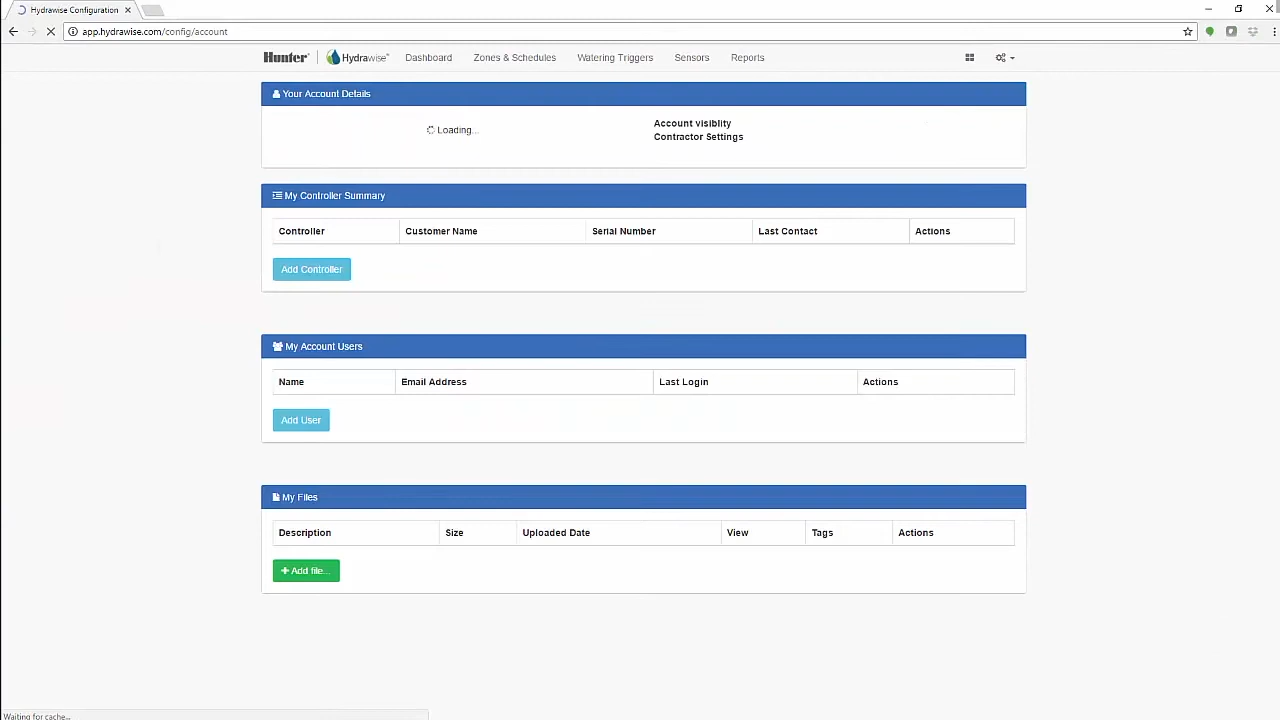 Hydrawise Configuration
app.hydrawise.com/config/account
Hunter Hydrawise Dashboard Zones & Schedules Watering Triggers Sensors Reports
Your Account Details
Loading...
Account visiblity
Contractor Settings
My Controller Summary
Controller Customer Name Serial Number Last Contact Actions
Add Controller
My Account Users
Name Email Address Last Login Actions
Add User
My Files
Description Size Uploaded Date View Tags Actions
Add file...
Waiting for cache...